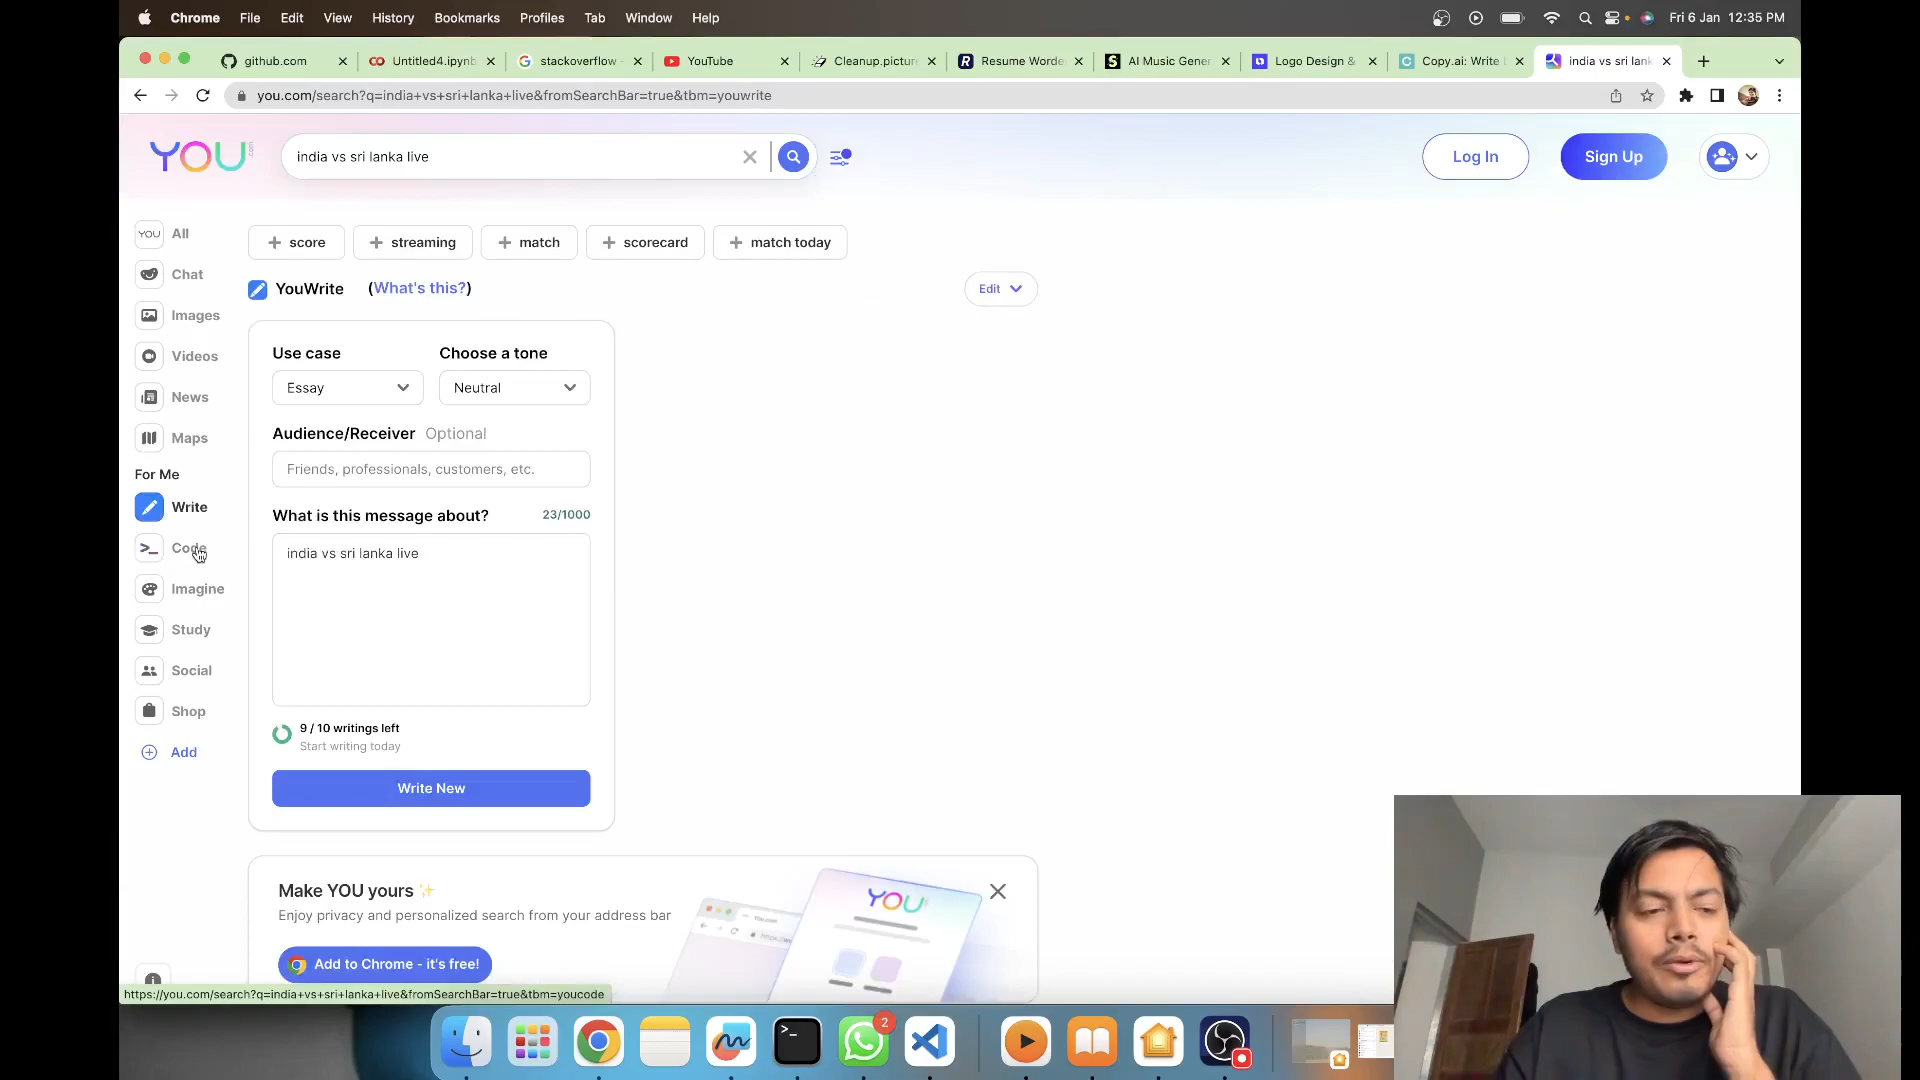 Chrome File Edit View History Bookmarks Profiles Tab Window Help Fri 6 Jan 12:35 PM
github.com Untitled4.ipynb stackoverflow - YouTube Cleanup.picture Resume Worde AI Music Gener Logo Design & Copy.ai: Write india vs sri lank
you.com/search?q=india+vs+sri+lanka+live&fromSearchBar=true&tbm=youwrite
YOU.com india vs sri lanka live Log In Sign Up
YOU All
score streaming match scorecard match today
Chat
YouWrite (What's this?) Edit
Images
Videos
Use case Choose a tone
Essay Neutral
News
Audience/Receiver Optional
Maps
Friends, professionals, customers, etc.
For Me
Write
What is this message about? 23/1000
Code
india vs sri lanka live
Imagine
Study
Social
Shop
9 / 10 writings left
Start writing today
Add
Write New
Make YOU yours
Enjoy privacy and personalized search from your address bar
YOU
Add to Chrome - it's free!
https://you.com/search?q=india+vs+sri+lanka+live&fromSearchBar=true&tbm=youcode
2